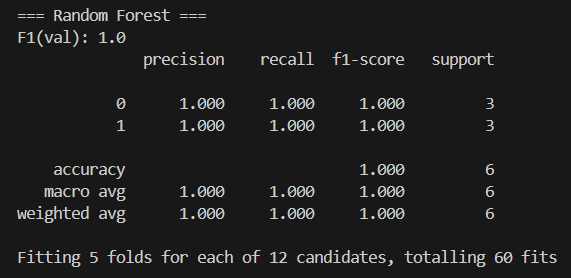 === Random Forest ===
F1(val): 1.0
precision recall f1-score support
0 1.000 1.000 1.000 3
1 1.000 1.000 1.000 3
accuracy 1.000 6
macro avg 1.000 1.000 1.000 6
weighted avg 1.000 1.000 1.000 6
Fitting 5 folds for each of 12 candidates, totalling 60 fits